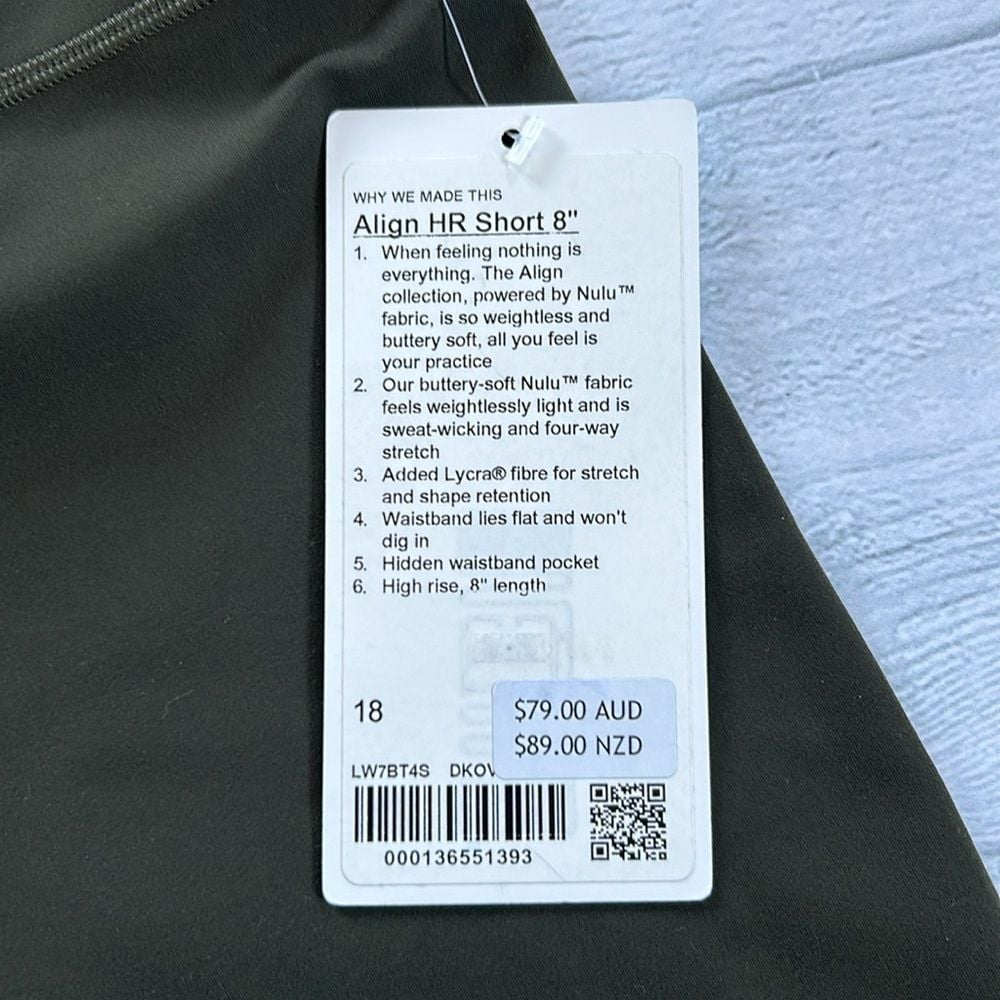 WHY WE MADE THIS
Align HR Short 8"
1. When feeling nothing is
everything. The Align
collection, powered by Nulu™
fabric, is so weightless and
buttery soft, all you feel is
your practice
2. Our buttery-soft Nulu™ fabric
feels weightlessly light and is
sweat-wicking and four-way
stretch
3. Added Lycra® fibre for stretch
and shape retention
4. Waistband lies flat and won't
dig in
5. Hidden waistband pocket
6. High rise, 8" length
18
$79.00 AUD
$89.00 NZD
LW7BT4S
000136551393